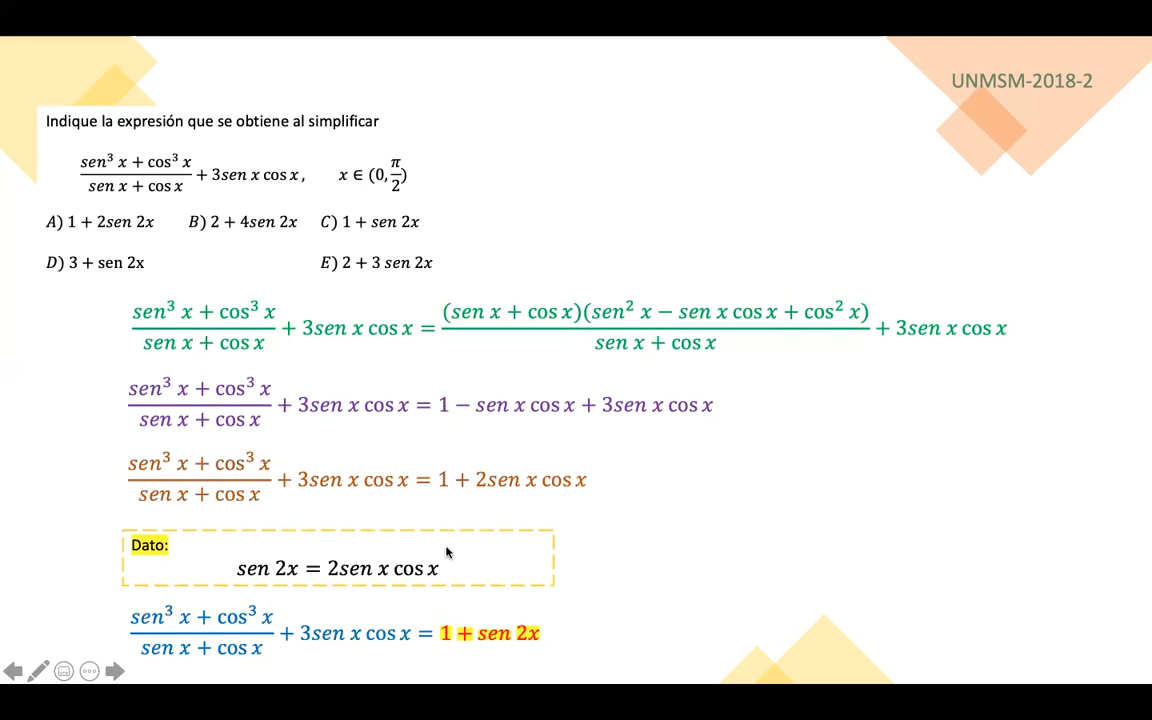 UNMSM-2018-2
Indique la expresión que se obtiene al simplificar
(sen³ x + cos³ x)/(sen x + cos x) + 3sen x cos x, x ∈ (0, π/2)
A) 1 + 2sen 2x B) 2 + 4sen 2x C) 1 + sen 2x
D) 3 + sen 2x E) 2 + 3 sen 2x
(sen³ x + cos³ x)/(sen x + cos x) + 3sen x cos x = ((sen x + cos x)(sen² x − sen x cos x + cos² x))/(sen x + cos x) + 3sen x cos x
(sen³ x + cos³ x)/(sen x + cos x) + 3sen x cos x = 1 − sen x cos x + 3sen x cos x
(sen³ x + cos³ x)/(sen x + cos x) + 3sen x cos x = 1 + 2sen x cos x
Dato:
sen 2x = 2sen x cos x
(sen³ x + cos³ x)/(sen x + cos x) + 3sen x cos x = 1 + sen 2x